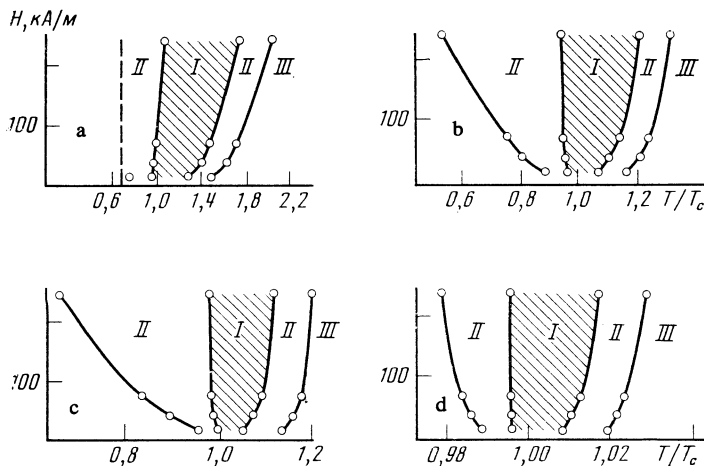 H, кА/м
II I II III
100
a
0,6 1,0 1,4 1,8 2,2
II I II III
100
b
0,6 0,8 1,0 1,2 T/Tc
II I II III
100
c
0,8 1,0 1,2
II I II III
100
d
0,98 1,00 1,02 T/Tc